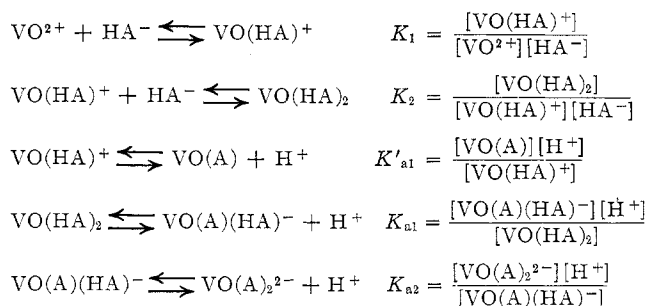 VO²⁺ + HA⁻ ⇌ VO(HA)⁺ K₁ = [VO(HA)⁺] / [VO²⁺][HA⁻]
VO(HA)⁺ + HA⁻ ⇌ VO(HA)₂ K₂ = [VO(HA)₂] / [VO(HA)⁺][HA⁻]
VO(HA)⁺ ⇌ VO(A) + H⁺ K′ₐ₁ = [VO(A)][H⁺] / [VO(HA)⁺]
VO(HA)₂ ⇌ VO(A)(HA)⁻ + H⁺ Kₐ₁ = [VO(A)(HA)⁻][H⁺] / [VO(HA)₂]
VO(A)(HA)⁻ ⇌ VO(A)₂²⁻ + H⁺ Kₐ₂ = [VO(A)₂²⁻][H⁺] / [VO(A)(HA)⁻]